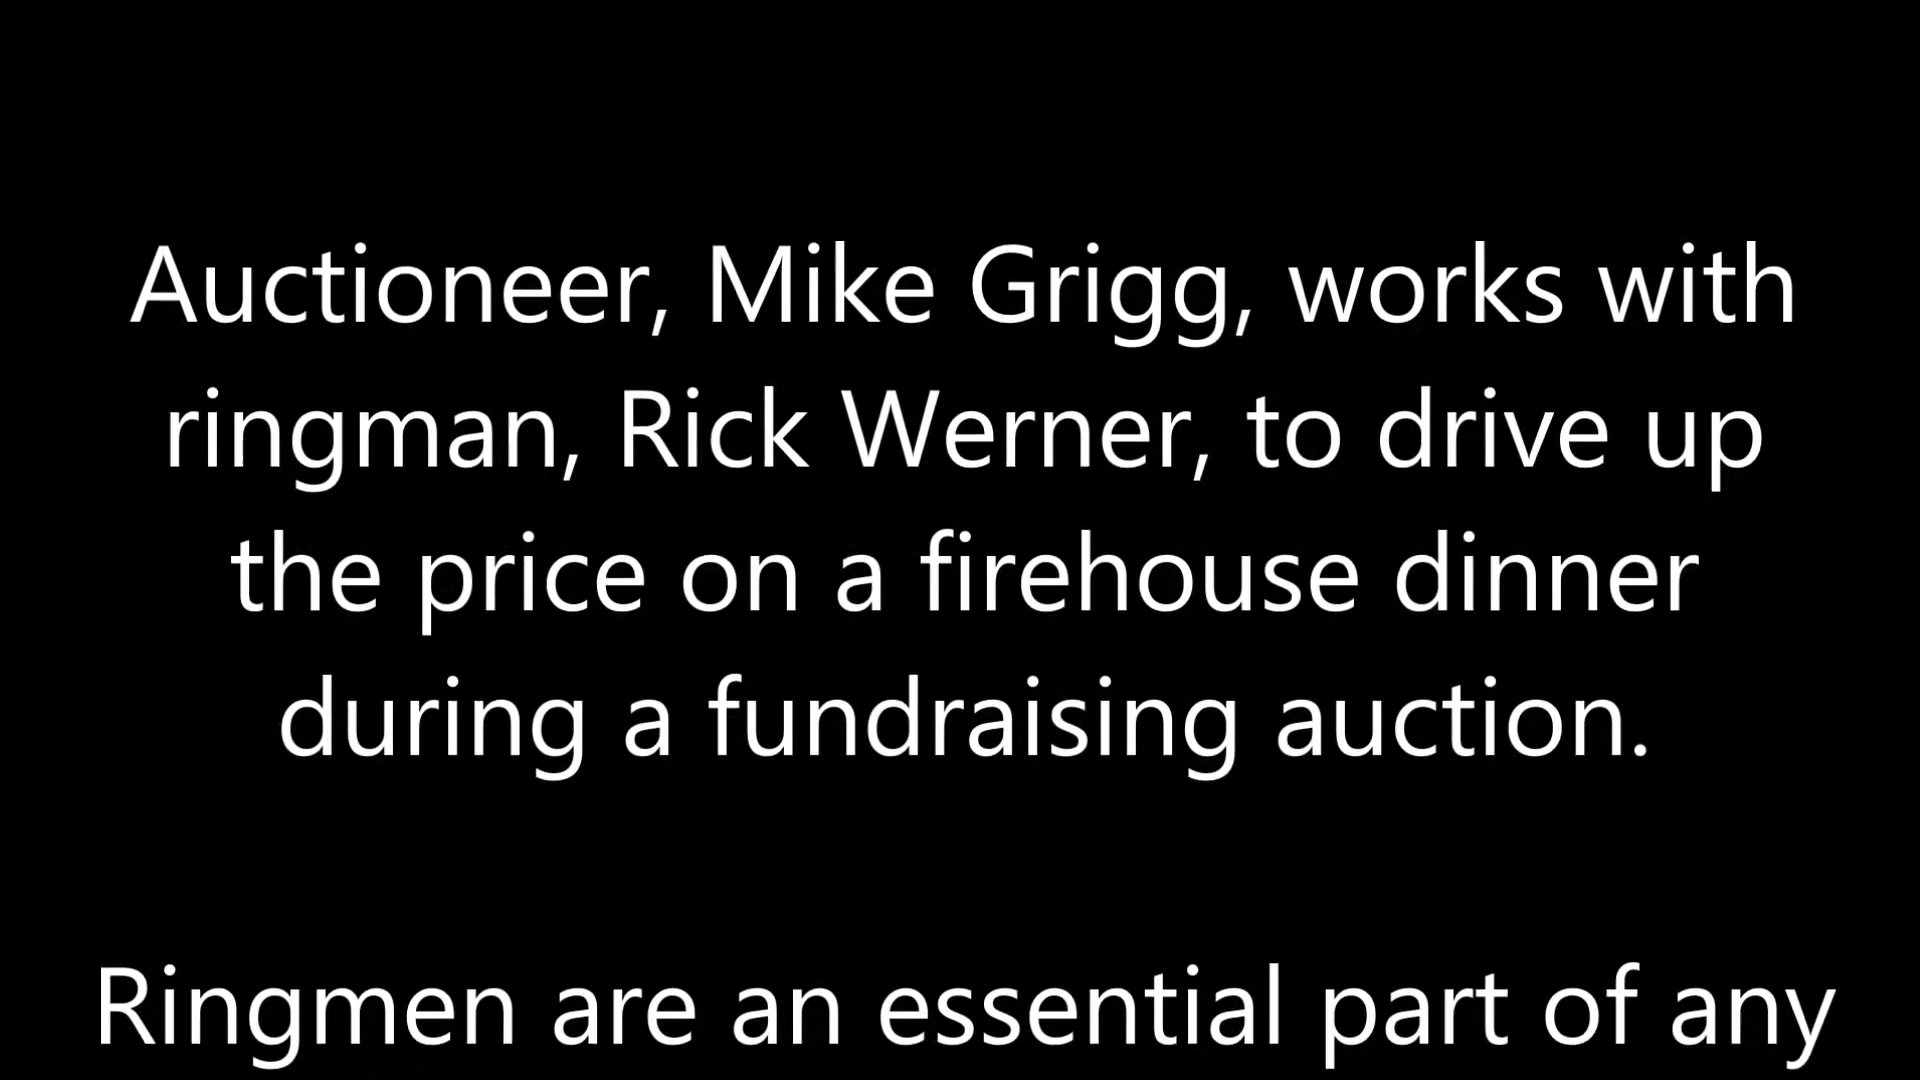 Auctioneer, Mike Grigg, works with
ringman, Rick Werner, to drive up
the price on a firehouse dinner
during a fundraising auction.
Ringmen are an essential part of any